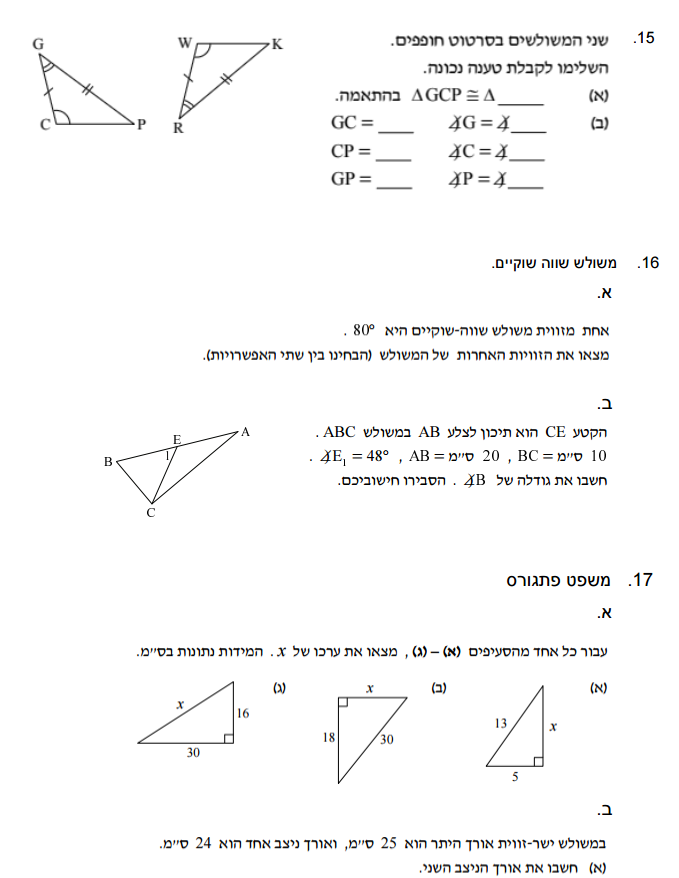 15. שני המשולשים בסרטוט חופפים.
השלימו לקבלת טענה נכונה.
(א) ΔGCP ≅ Δ_____ בהתאמה.
(ב) ∡G = ∡____ GC = ____
∡C = ∡____ CP = ____
∡P = ∡____ GP = ____
G
C
P
W
K
R
16. משולש שווה שוקיים.
א.
אחת מזווית משולש שווה-שוקיים היא 80° .
מצאו את הזוויות האחרות של המשולש (הבחינו בין שתי האפשרויות).
ב.
הקטע CE הוא תיכון לצלע AB במשולש ABC .
10 ס״מ = BC , 20 ס״מ = AB , ∡E₁ = 48° .
חשבו את גודלה של ∡B . הסבירו חישוביכם.
A
E
1
B
C
17. משפט פתגורס
א.
עבור כל אחד מהסעיפים (א) – (ג) , מצאו את ערכו של x . המידות נתונות בס״מ.
(א)
13
x
5
(ב)
x
18
30
(ג)
x
16
30
ב.
במשולש ישר-זווית אורך היתר הוא 25 ס״מ, ואורך ניצב אחד הוא 24 ס״מ.
(א) חשבו את אורך הניצב השני.